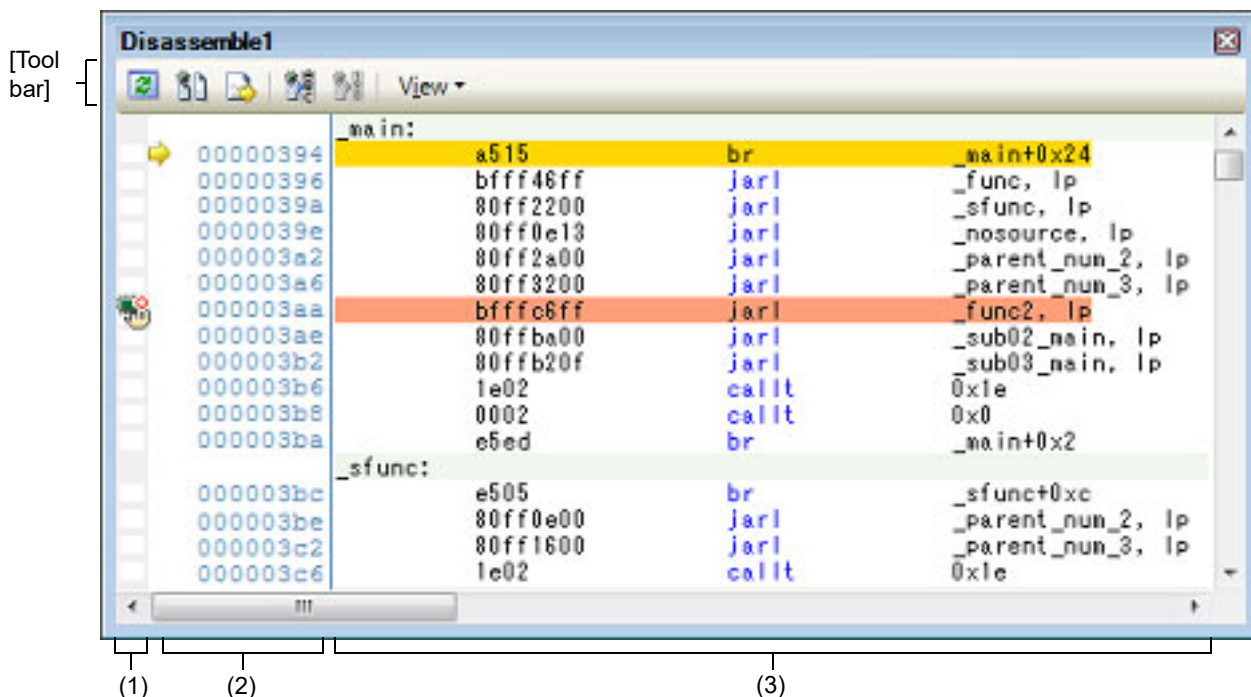 Disassemble1
[Tool
bar]
View
_main:
00000394 a515 br _main+0x24
00000396 bfff46ff jarl _func, lp
0000039a 80ff2200 jarl _sfunc, lp
0000039e 80ff0e13 jarl _nosource, lp
000003a2 80ff2a00 jarl _parent_num_2, lp
000003a6 80ff3200 jarl _parent_num_3, lp
000003aa bfffc6ff jarl _func2, lp
000003ae 80ffba00 jarl _sub02_main, lp
000003b2 80ffb20f jarl _sub03_main, lp
000003b6 1e02 callt 0x1e
000003b8 0002 callt 0x0
000003ba e5ed br _main+0x2
_sfunc:
000003bc e505 br _sfunc+0xc
000003be 80ff0e00 jarl _parent_num_2, lp
000003c2 80ff1600 jarl _parent_num_3, lp
000003c6 1e02 callt 0x1e
(1) (2) (3)